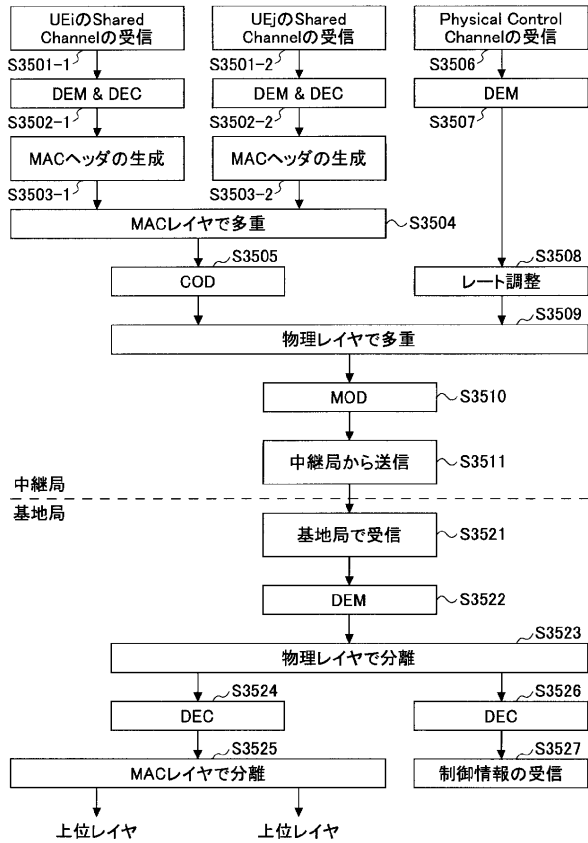 UEiのShared
Channelの受信
UEjのShared
Channelの受信
Physical Control
Channelの受信
S3501-1
S3501-2
S3506
DEM & DEC
DEM & DEC
DEM
S3502-1
S3502-2
S3507
MACヘッダの生成
MACヘッダの生成
S3503-1
S3503-2
MACレイヤで多重
S3504
S3505
S3508
COD
レート調整
S3509
物理レイヤで多重
MOD
S3510
中継局から送信
S3511
中継局
基地局
基地局で受信
S3521
DEM
S3522
S3523
物理レイヤで分離
S3524
S3526
DEC
DEC
S3525
S3527
MACレイヤで分離
制御情報の受信
上位レイヤ
上位レイヤ